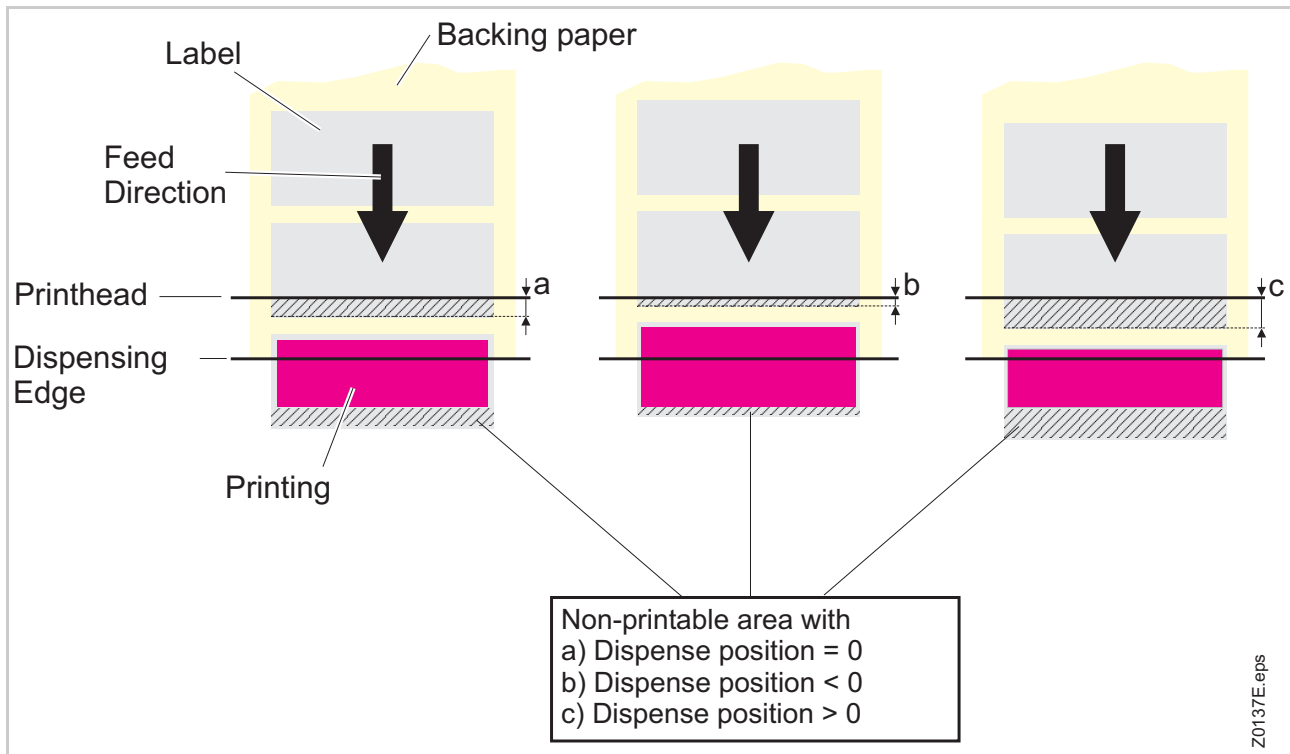 Backing paper
Label
Feed
Direction
a
b
c
Printhead
Dispensing
Edge
Printing
Non-printable area with
a) Dispense position = 0
b) Dispense position < 0
c) Dispense position > 0
Z0137E.eps